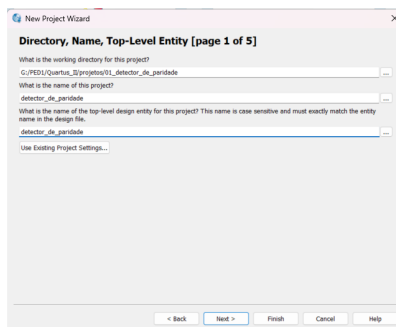 New Project Wizard
Directory, Name, Top-Level Entity [page 1 of 5]
What is the working directory for this project?
G:/PED1/Quartus_II/projetos/01_detector_de_paridade
...
What is the name of this project?
detector_de_paridade
...
What is the name of the top-level design entity for this project? This name is case sensitive and must exactly match the entity
name in the design file.
detector_de_paridade
...
Use Existing Project Settings...
< Back Next > Finish Cancel Help